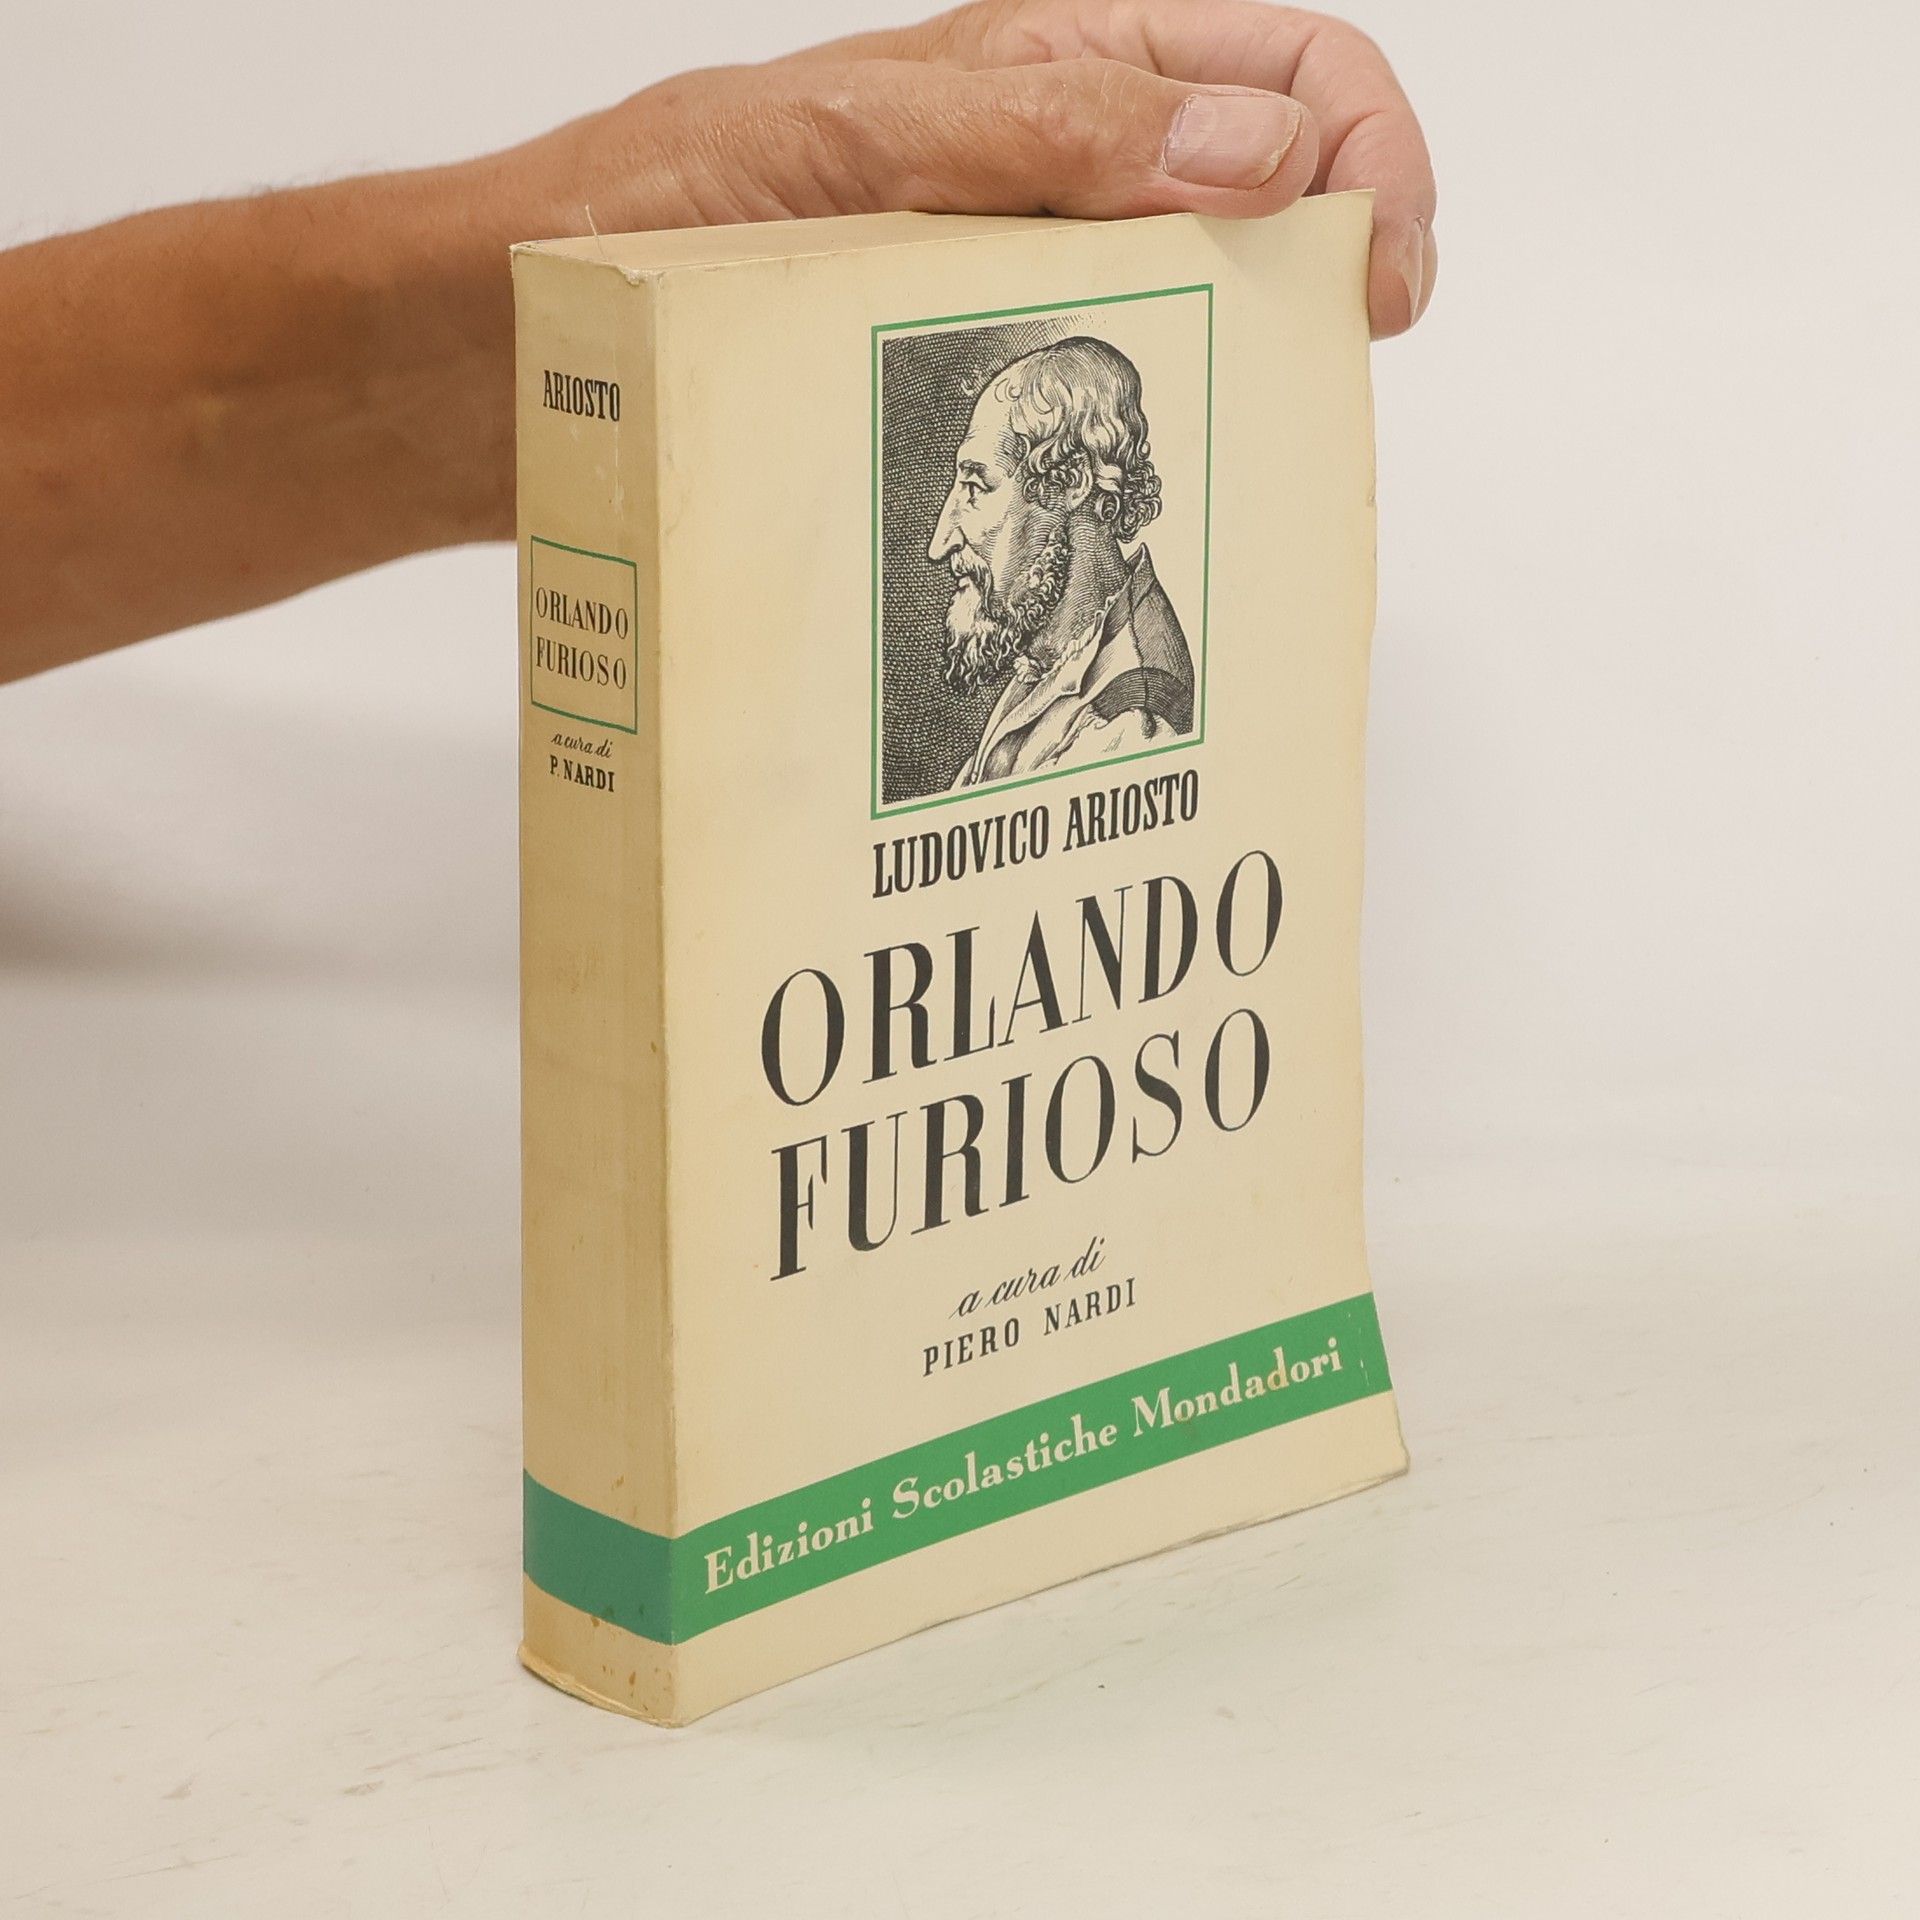 ARIOSTO
ORLANDO
FURIOSO
a cura di
P. NARDI
LUDOVICO ARIOSTO
ORLANDO
FURIOSO
a cura di
PIERO NARDI
Edizioni Scolastiche Mondadori